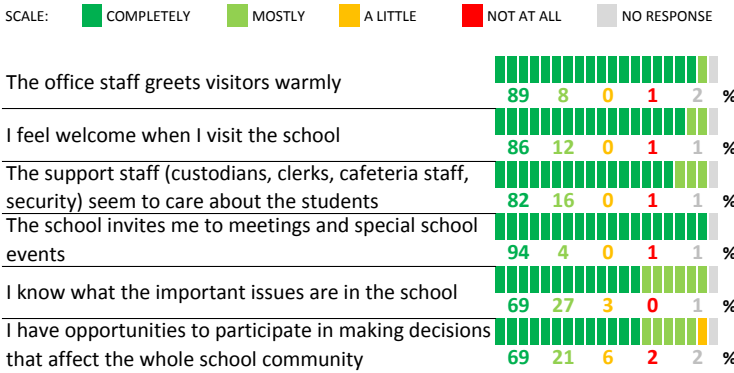 SCALE: COMPLETELY MOSTLY A LITTLE NOT AT ALL NO RESPONSE
The office staff greets visitors warmly
89 8 0 1 2 %
I feel welcome when I visit the school
86 12 0 1 1 %
The support staff (custodians, clerks, cafeteria staff,
security) seem to care about the students
82 16 0 1 1 %
The school invites me to meetings and special school
events
94 4 0 1 1 %
I know what the important issues are in the school
69 27 3 0 1 %
I have opportunities to participate in making decisions
that affect the whole school community
69 21 6 2 2 %